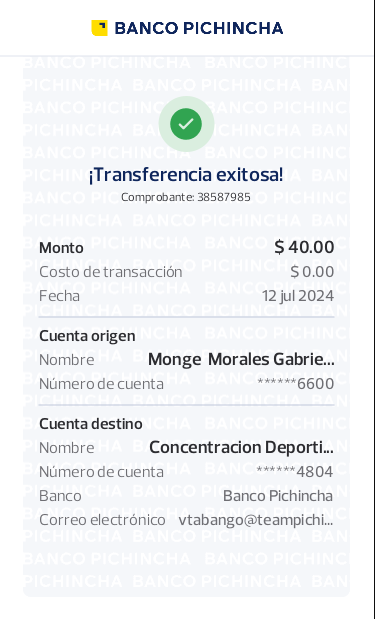 BANCO PICHINCHA
¡Transferencia exitosa!
Comprobante: 38587985
Monto $ 40.00
Costo de transacción $ 0.00
Fecha 12 jul 2024
Cuenta origen
Nombre Monge Morales Gabrie...
Número de cuenta ******6600
Cuenta destino
Nombre Concentracion Deporti...
Número de cuenta ******4804
Banco Banco Pichincha
Correo electrónico vtabango@teampichi...